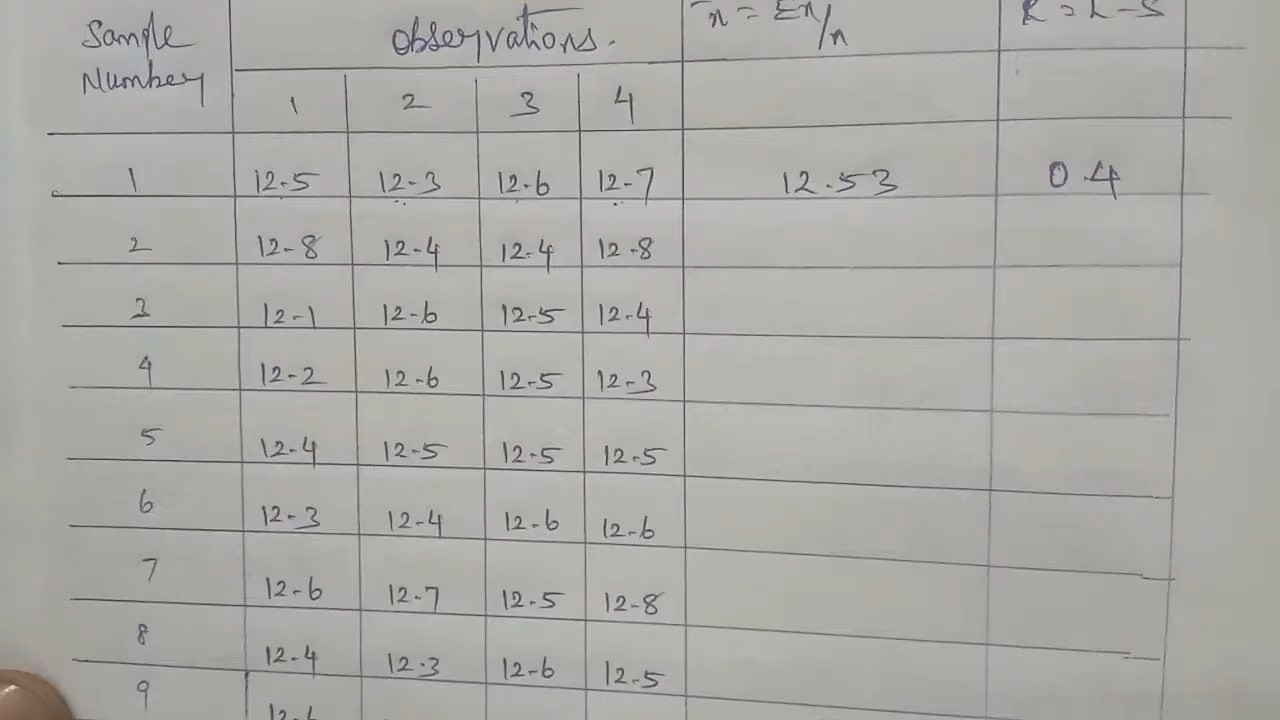 Sample Number observations. x̄ = Σx/n R = L - S
1 2 3 4
1 12.5 12.3 12.6 12.7 12.53 0.4
2 12.8 12.4 12.4 12.8
3 12.1 12.6 12.5 12.4
4 12.2 12.6 12.5 12.3
5 12.4 12.5 12.5 12.5
6 12.3 12.4 12.6 12.6
7 12.6 12.7 12.5 12.8
8 12.4 12.3 12.6 12.5
9